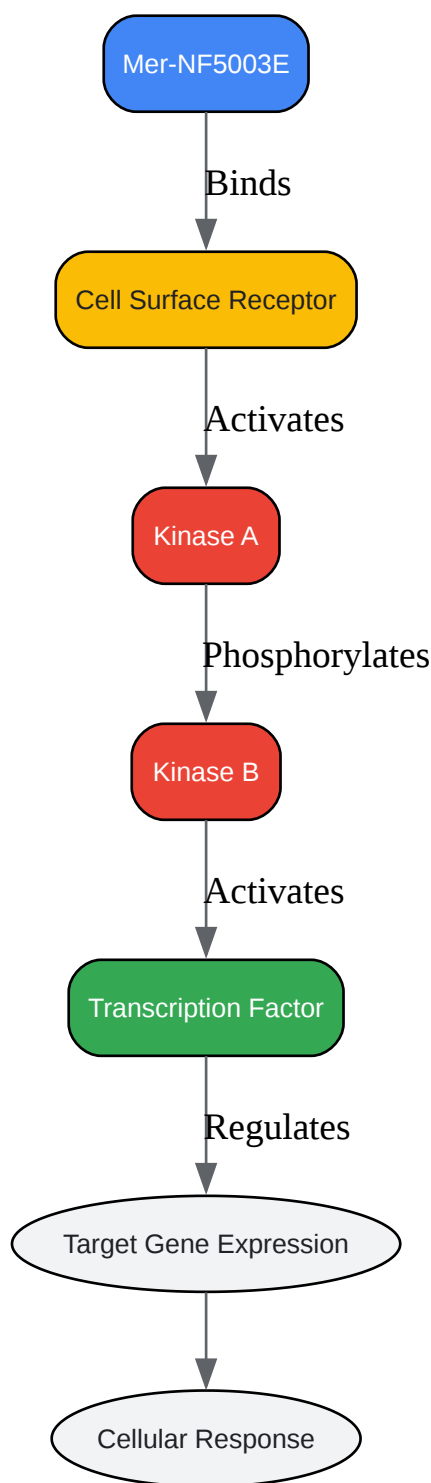 Mer-NF5003E
Binds
Cell Surface Receptor
Activates
Kinase A
Phosphorylates
Kinase B
Activates
Transcription Factor
Regulates
Target Gene Expression
Cellular Response